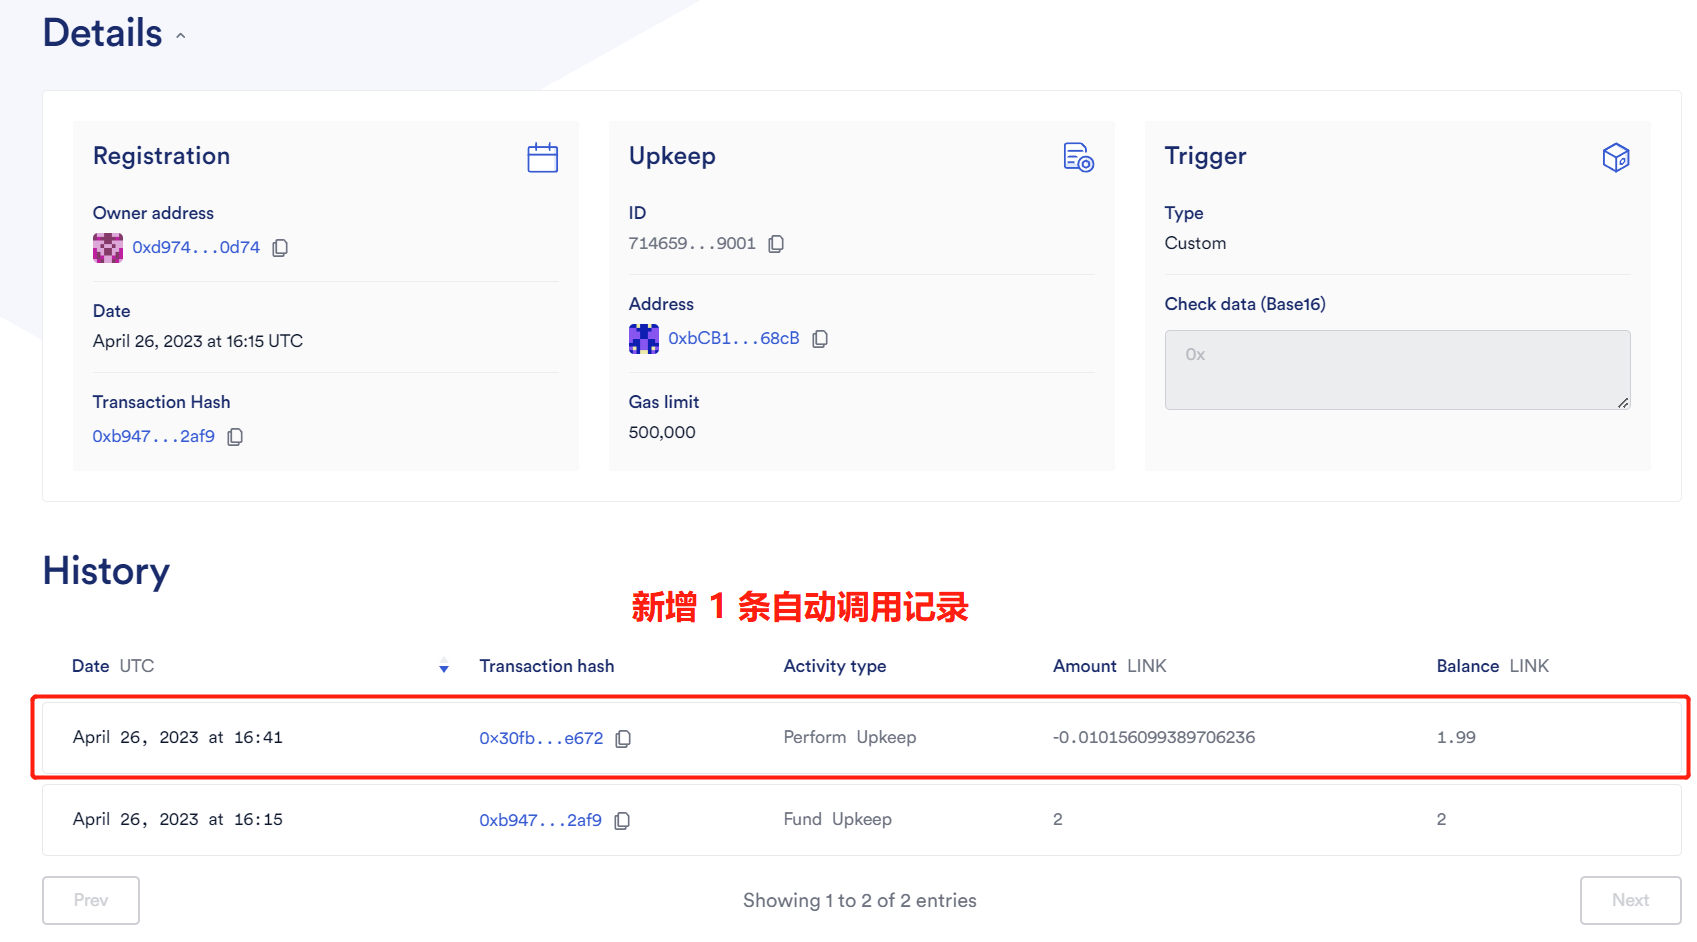 Details
Registration
Owner address
0xd974...0d74
Date
April 26, 2023 at 16:15 UTC
Transaction Hash
0xb947...2af9
Upkeep
ID
714659...9001
Address
0xbCB1...68cB
Gas limit
500,000
Trigger
Type
Custom
Check data (Base16)
0x
History
新增 1 条自动调用记录
Date UTC Transaction hash Activity type Amount LINK Balance LINK
April 26, 2023 at 16:41 0x30fb...e672 Perform Upkeep -0.010156099389706236 1.99
April 26, 2023 at 16:15 0xb947...2af9 Fund Upkeep 2 2
Prev Showing 1 to 2 of 2 entries Next